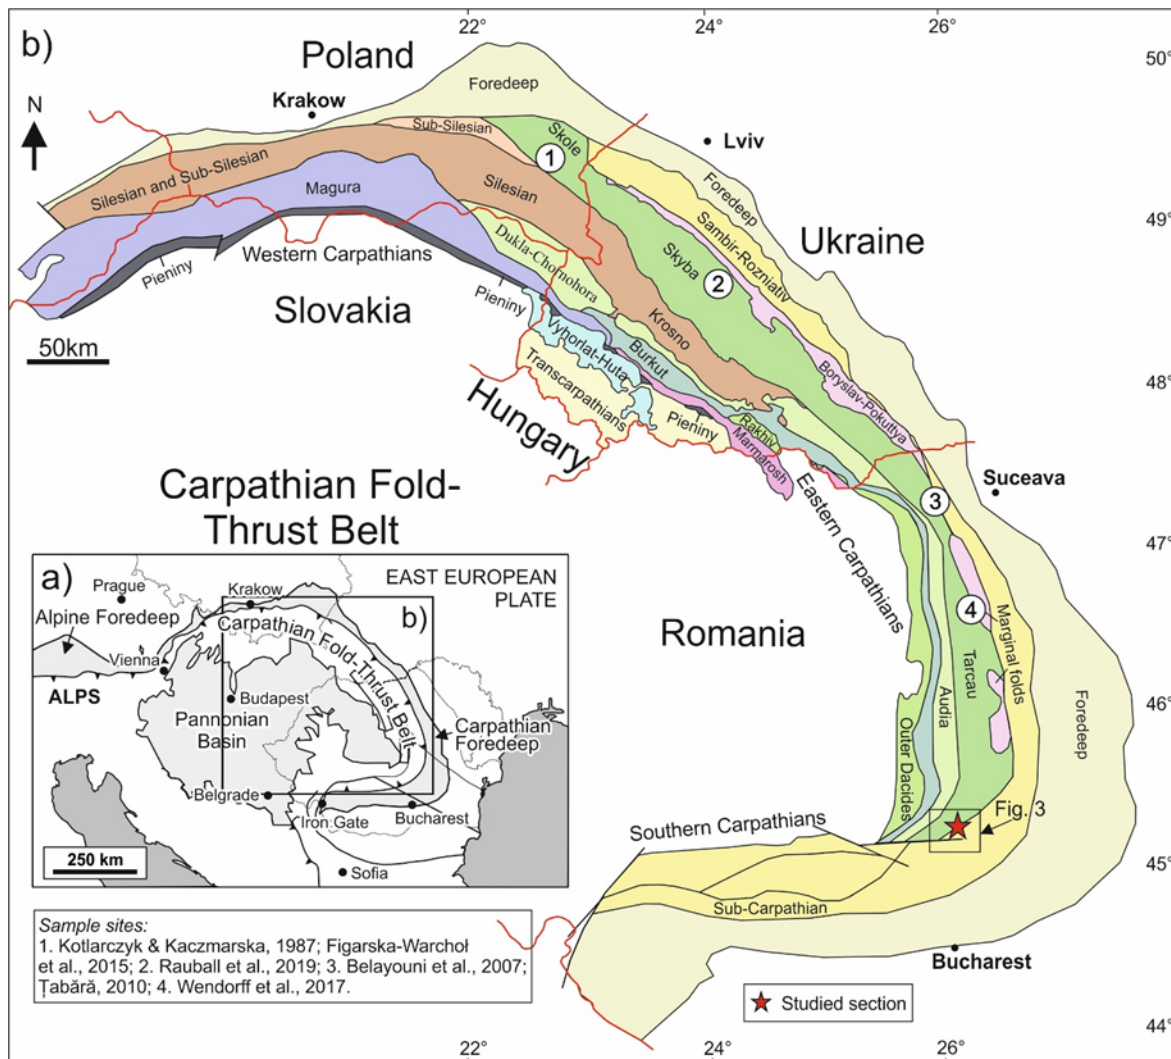 22°
24°
26°
b)
Poland
50°
Foredeep
N
Krakow
Sub-Silesian
Skole
Lviv
1
Silesian and Sub-Silesian
Magura
Silesian
Foredeep
49°
Sambir-Rozniativ
Ukraine
Dukla-Chornohora
Skyba
Western Carpathians
Pieniny
Pieniny
2
Slovakia
Krosno
50km
Vyhorlat-Huta
Burkut
Transcarpathians
Boryslav-Pokuttya
48°
Hungary
Pieniny
Rakhiv
Marmarosh
Suceava
3
Carpathian Fold-
Thrust Belt
Eastern Carpathians
47°
a)
Prague
Krakow
EAST EUROPEAN
PLATE
Alpine Foredeep
b)
Carpathian Fold-Thrust Belt
Vienna
ALPS
Budapest
Pannonian
Basin
Carpathian
Foredeep
Belgrade
Iron Gate
Bucharest
250 km
Sofia
Romania
4
Marginal folds
Tarcau
Audia
Foredeep
46°
Outer Dacides
Fig. 3
Southern Carpathians
45°
Sub-Carpathian
Sample sites:
1. Kotlarczyk & Kaczmarska, 1987; Figarska-Warchoł
et al., 2015; 2. Rauball et al., 2019; 3. Belayouni et al., 2007;
Țabără, 2010; 4. Wendorff et al., 2017.
Bucharest
Studied section
44°
22°
24°
26°